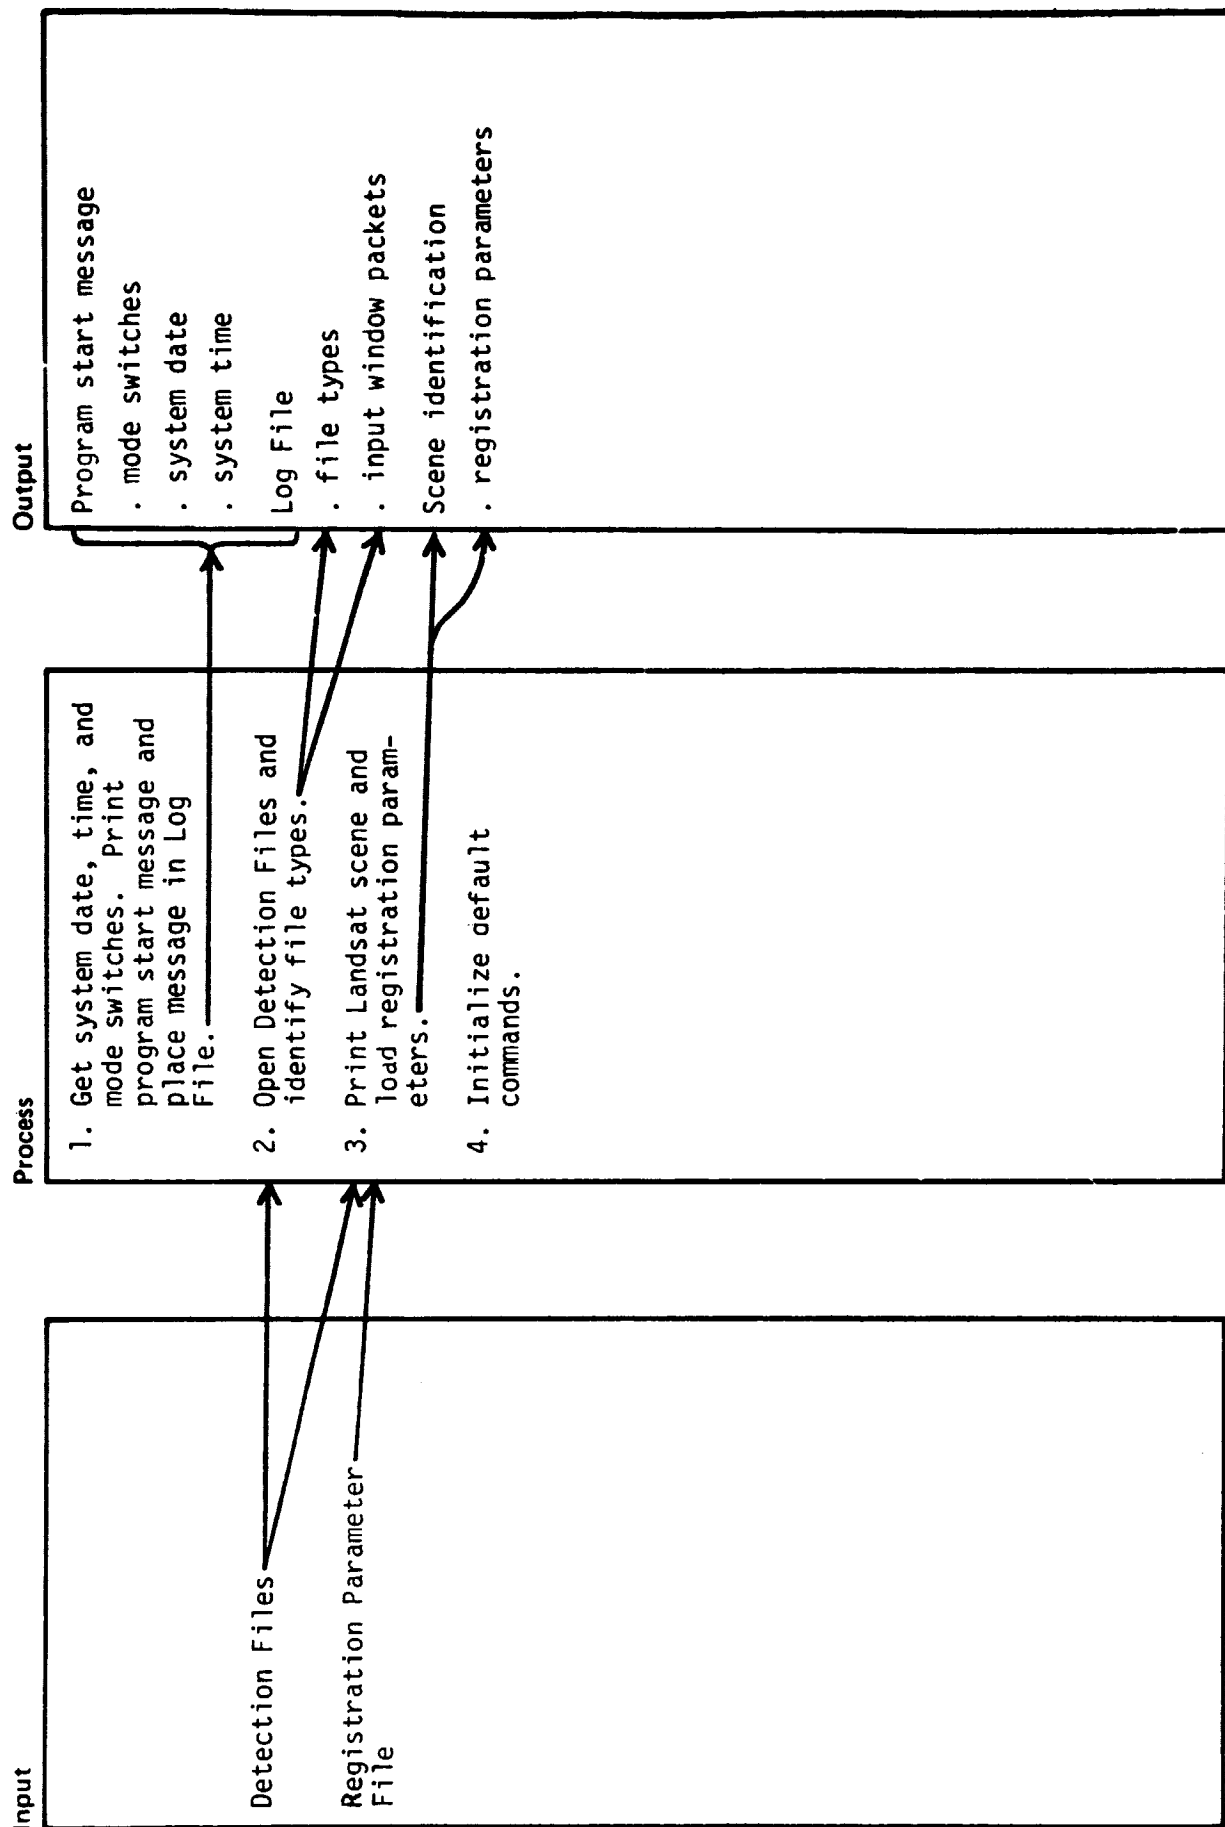 Input
Detection Files
Registration Parameter
File
Process
1. Get system date, time, and
mode switches. Print
program start message and
place message in Log
File.
2. Open Detection Files and
identify file types.
3. Print Landsat scene and
load registration param-
eters.
4. Initialize default
commands.
Output
Program start message
. mode switches
. system date
. system time
Log File
. file types
. input window packets
Scene identification
. registration parameters